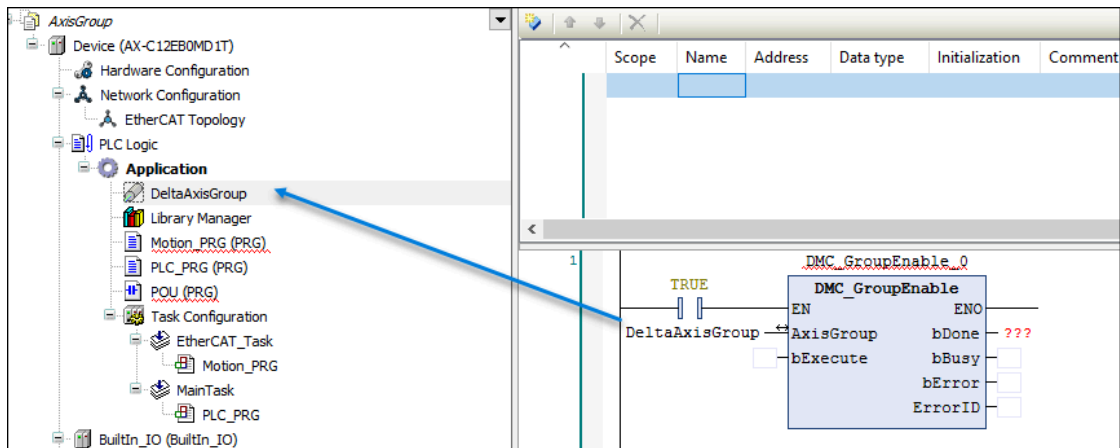 AxisGroup
Device (AX-C12EB0MD1T)
Hardware Configuration
Network Configuration
EtherCAT Topology
PLC Logic
Application
DeltaAxisGroup
Library Manager
Motion_PRG (PRG)
PLC_PRG (PRG)
POU (PRG)
Task Configuration
EtherCAT_Task
Motion_PRG
MainTask
PLC_PRG
BuiltIn_IO (BuiltIn_IO)
Scope Name Address Data type Initialization Comment
1
DMC_GroupEnable_0
TRUE DMC_GroupEnable
EN ENO
DeltaAxisGroup AxisGroup bDone ???
bExecute bBusy
bError
ErrorID